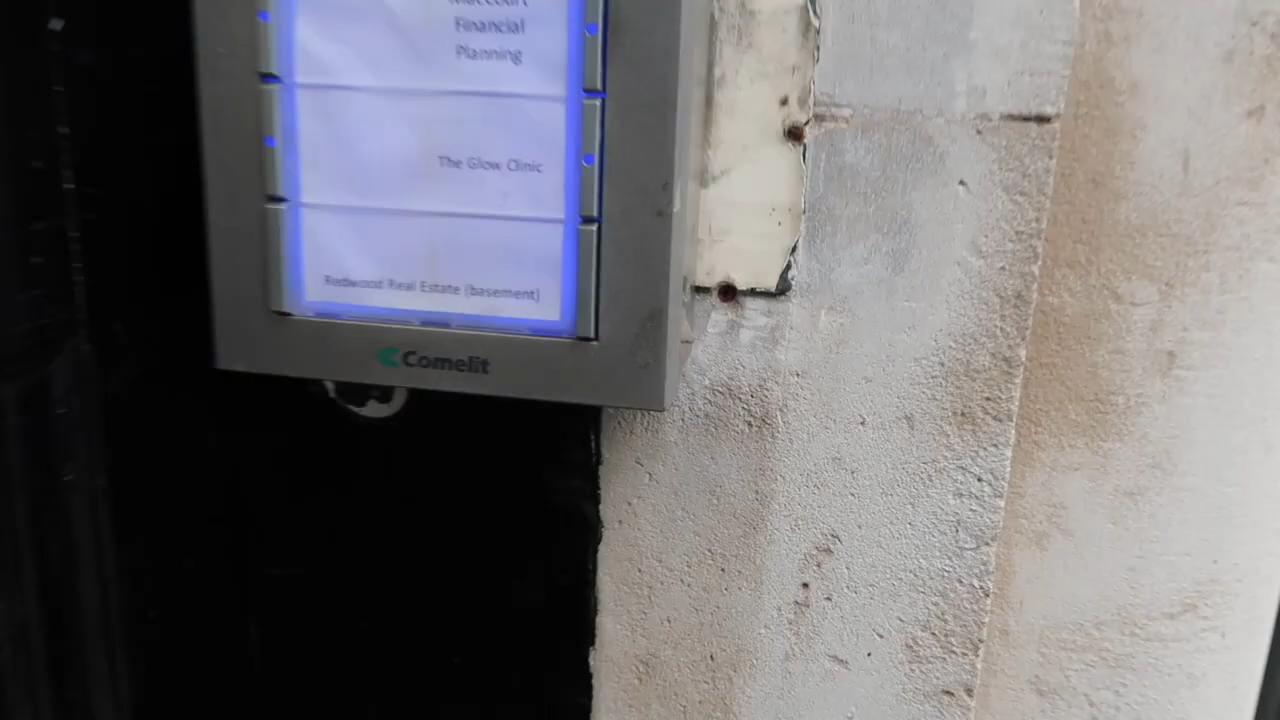 Financial
Planning
The Glow Clinic
Redwood Real Estate (basement)
Comelit